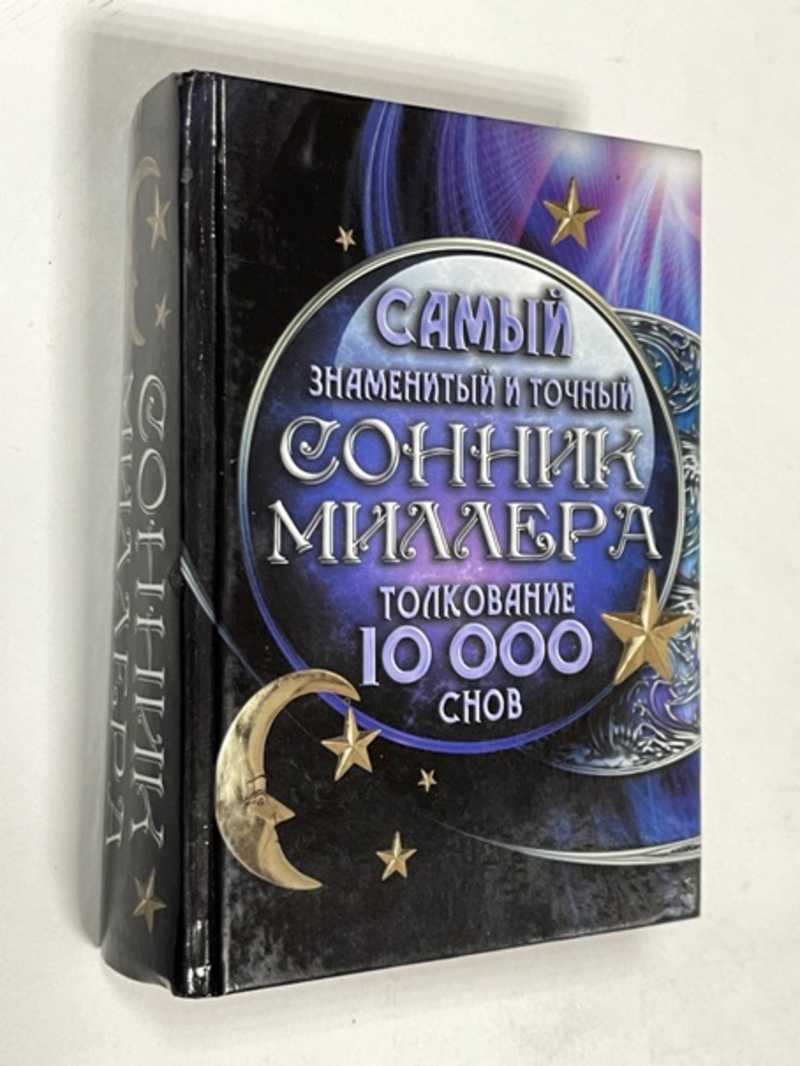 САМЫЙ
ЗНАМЕНИТЫЙ И ТОЧНЫЙ
СОННИК
МИЛЛЕРА
ТОЛКОВАНИЕ
10 000
СНОВ
СОННИК
МИЛЛЕРА